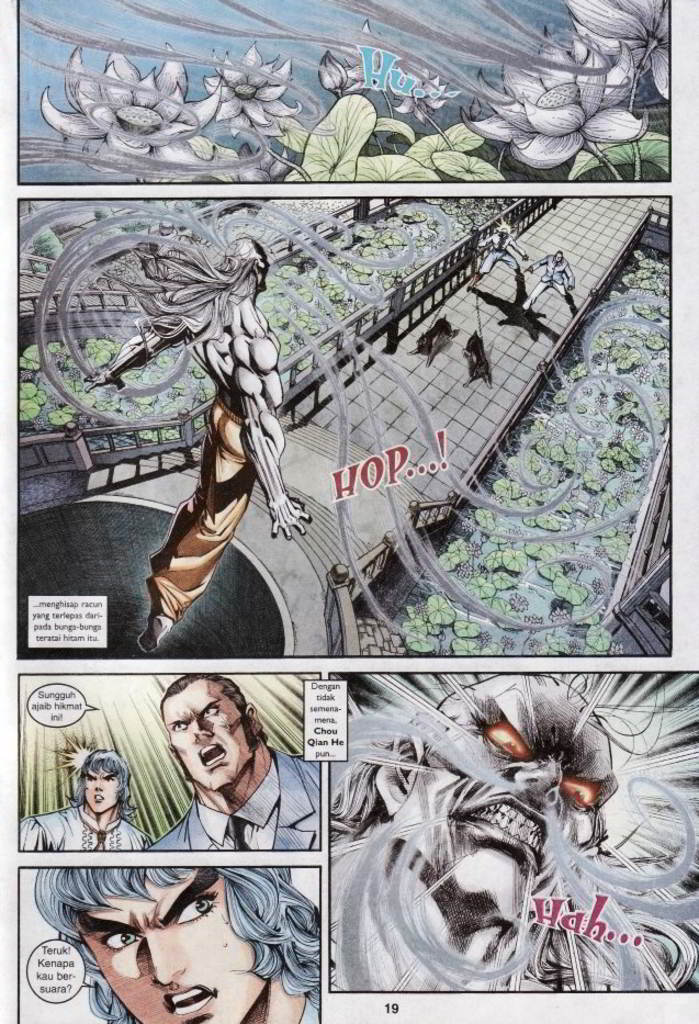 Hu...
HOP....!
...menghisap racun
yang terlepas dari-
pada bunga-bunga
teratai hitam itu.
Sungguh
ajaib hikmat
ini!
Dengan
tidak
semena-
mena,
Chou
Qian He
pun...
Hah...
Teruk!
Kenapa
kau ber-
suara?
19